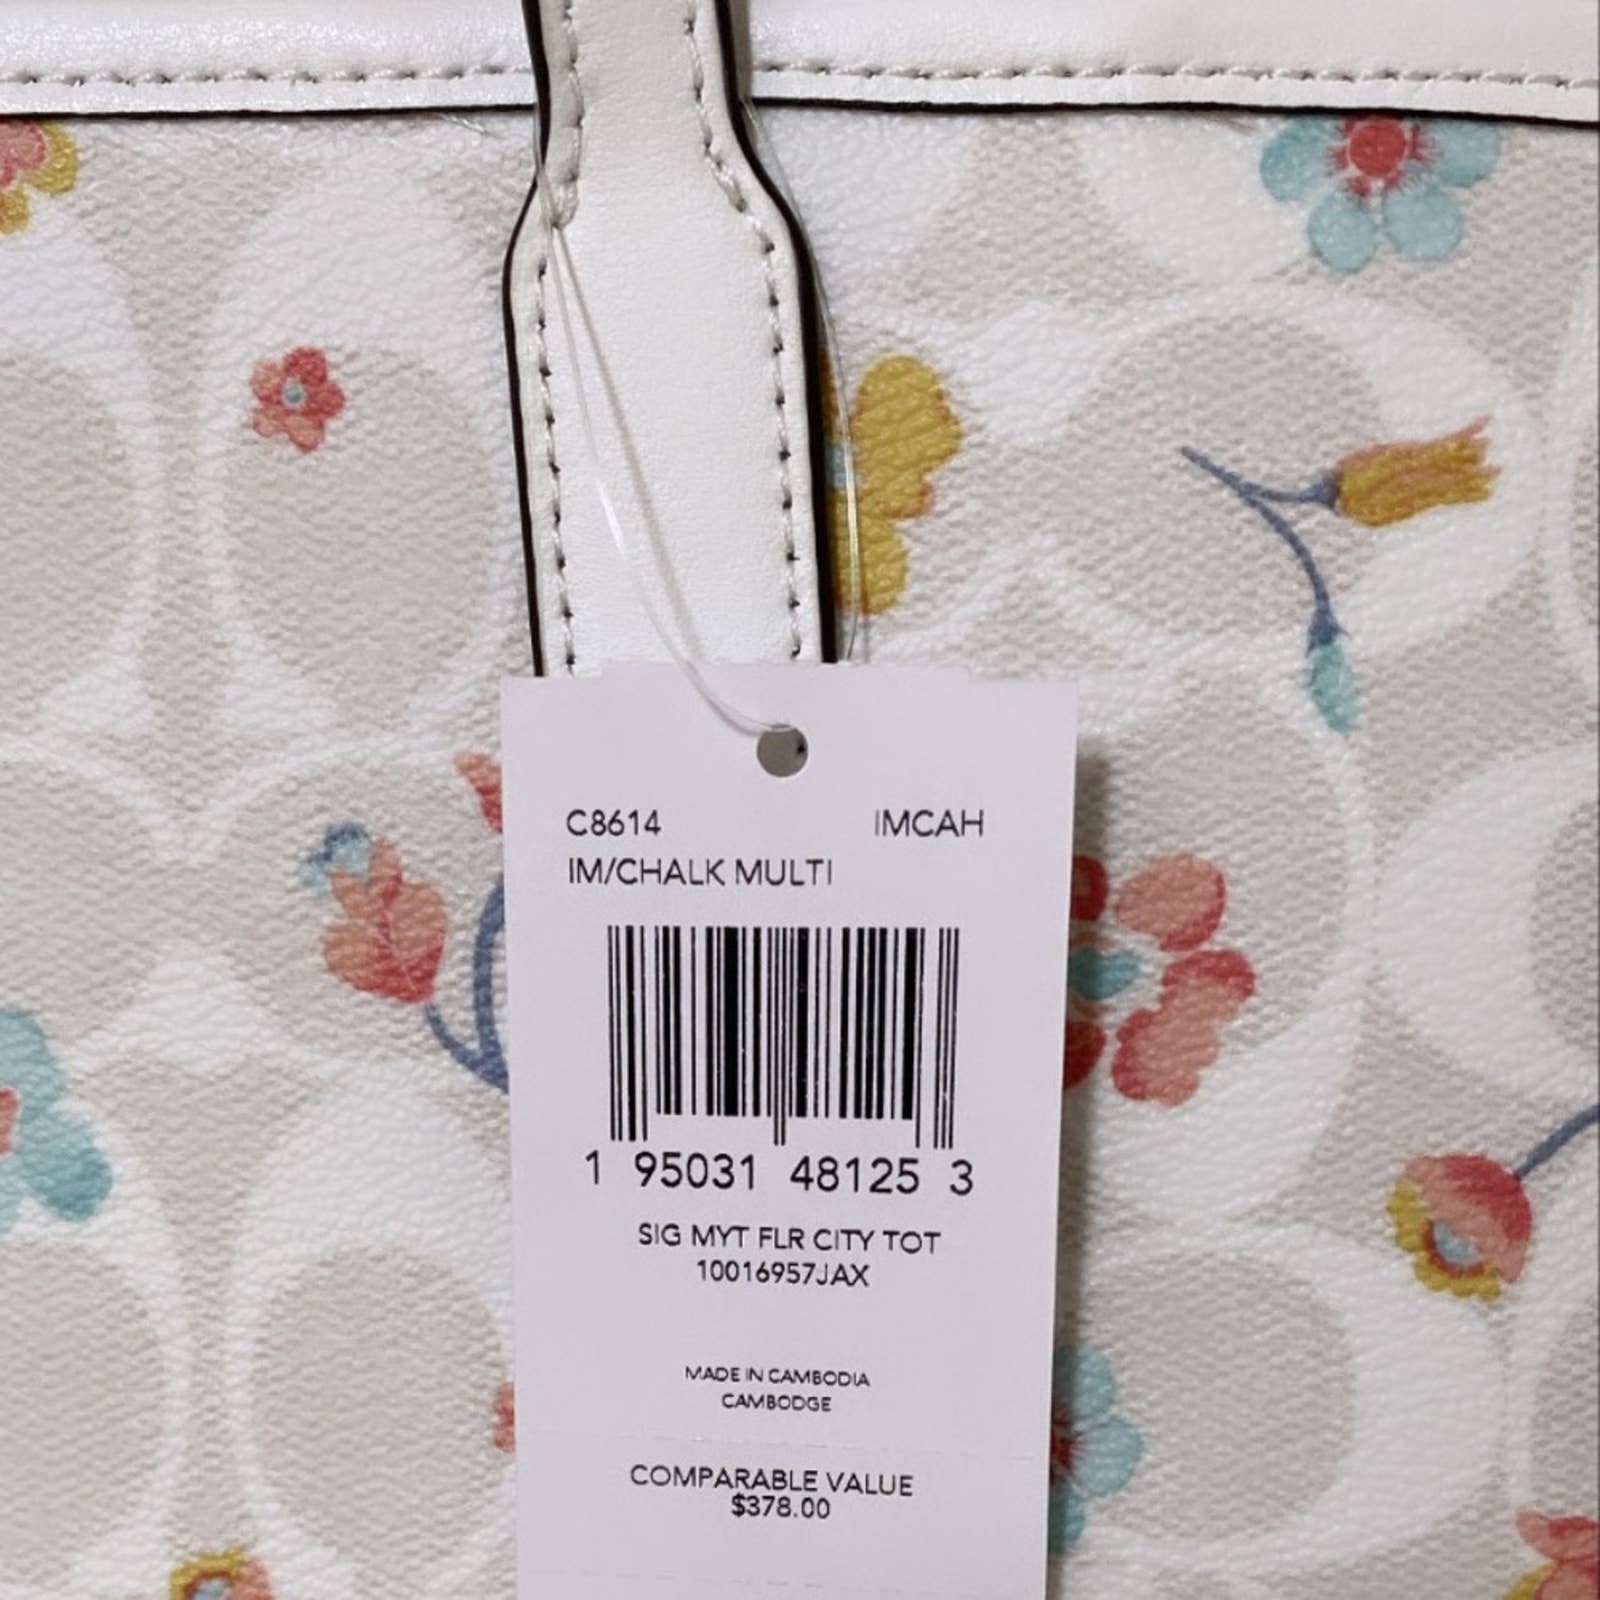 C8614 IMCAH
IM/CHALK MULTI
1 95031 48125 3
SIG MYT FLR CITY TOT
10016957JAX
MADE IN CAMBODIA
CAMBODGE
COMPARABLE VALUE
$378.00